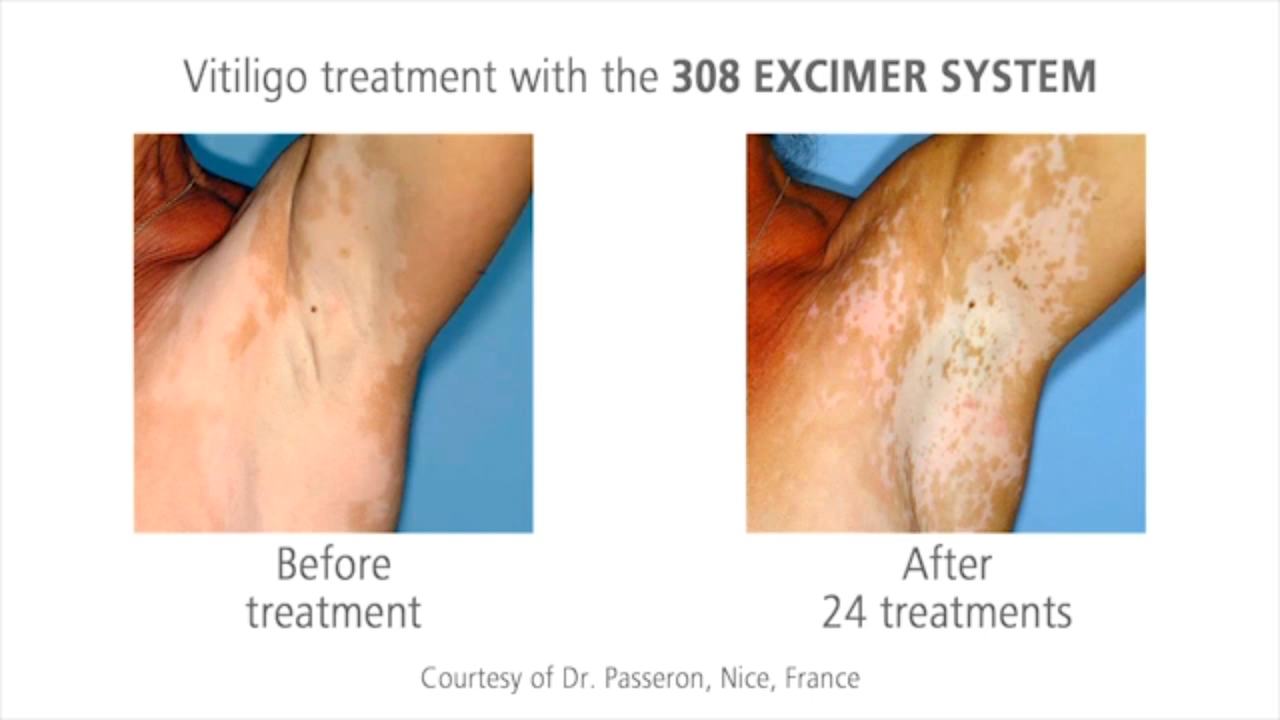 Vitiligo treatment with the 308 EXCIMER SYSTEM
Before
treatment
After
24 treatments
Courtesy of Dr. Passeron, Nice, France